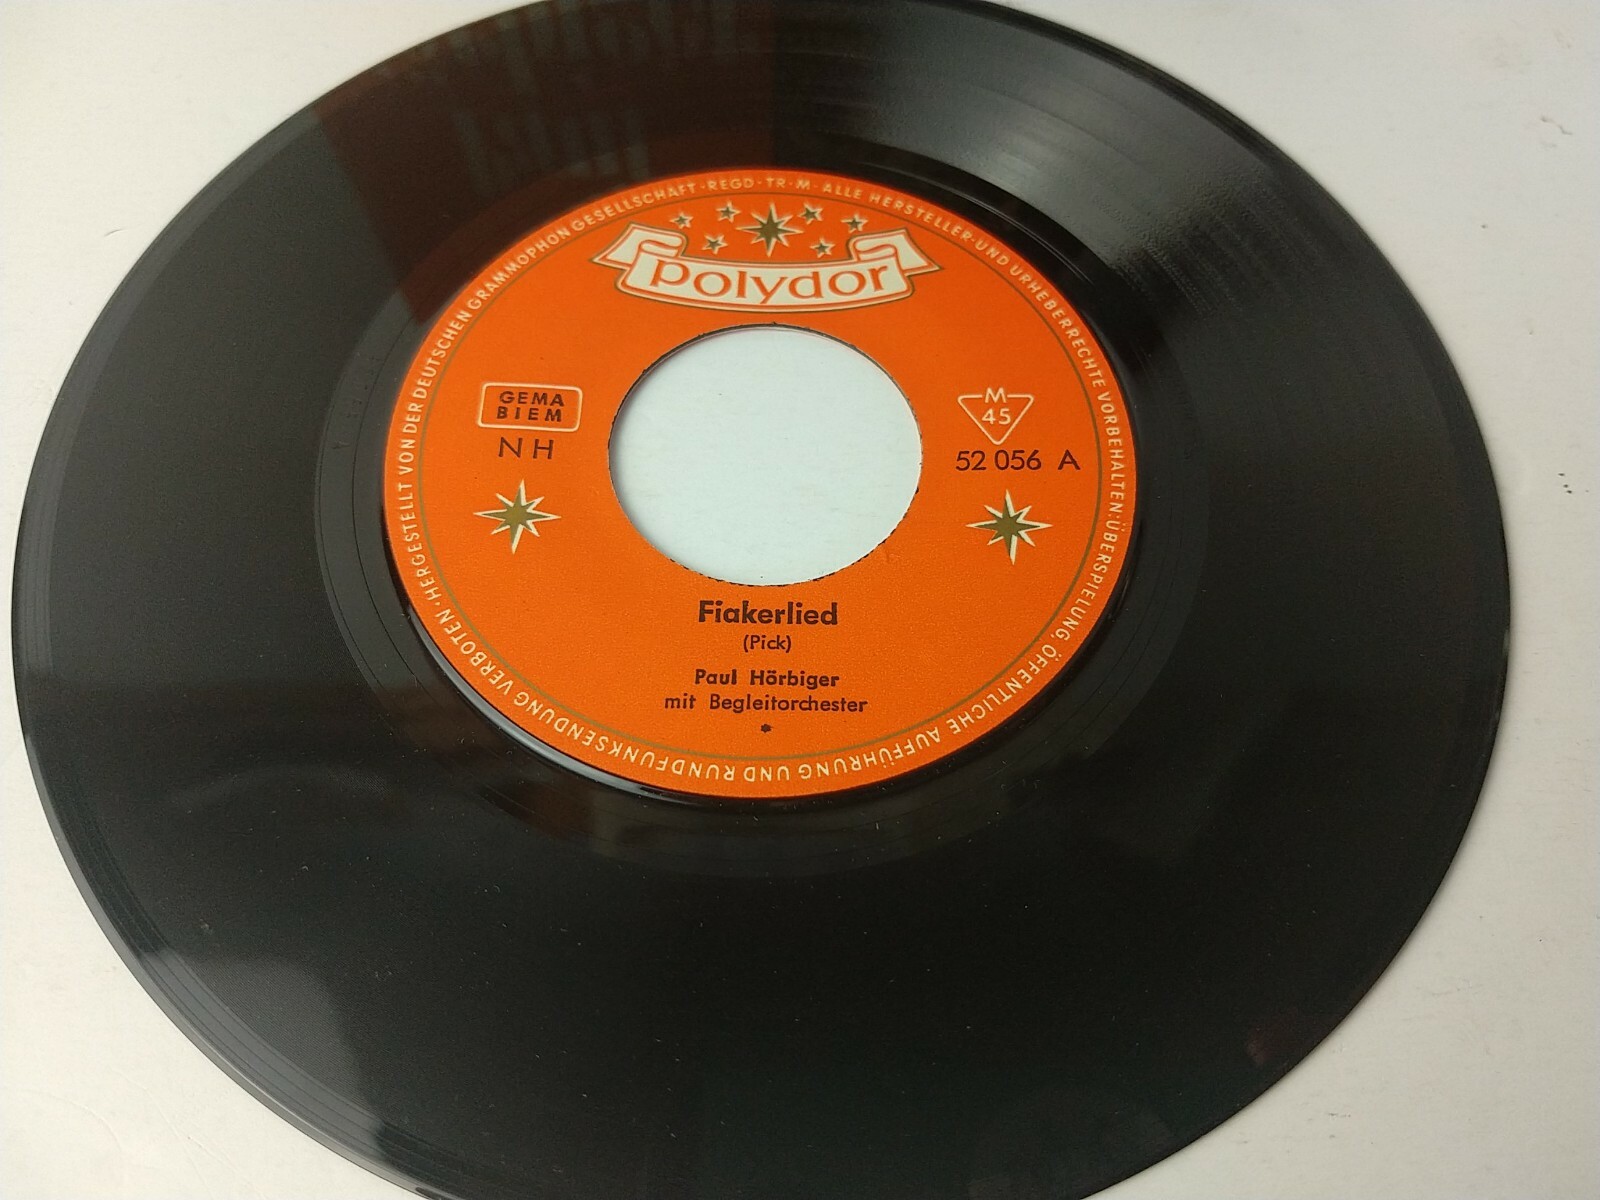 HERGESTELLT VON DER DEUTSCHEN GRAMMOPHON GESELLSCHAFT · REGD · TR · M · ALLE HERSTELLER- UND URHEBERRECHTE VORBEHALTEN: ÜBERSPIELUNG, ÖFFENTLICHE AUFFÜHRUNG UND RUNDFUNKSENDUNG VERBOTEN ·
polydor
GEMA
BIEM
NH
M
45
52 056 A
Fiakerlied
(Pick)
Paul Hörbiger
mit Begleitorchester
*